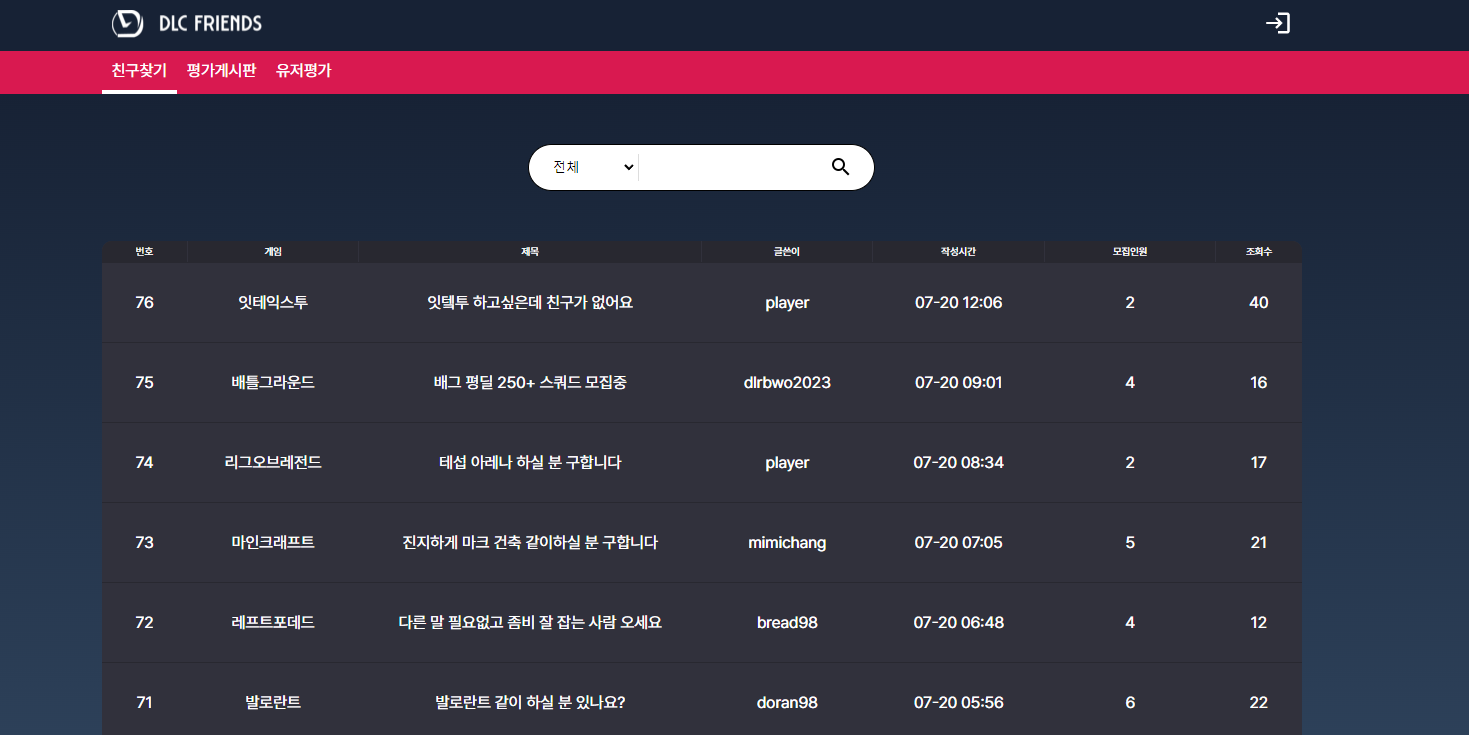 DLC FRIENDS
친구찾기 평가게시판 유저평가
전체
번호 게임 제목 글쓴이 작성시간 모집인원 조회수
76 잇테익스투 잇텤투 하고싶은데 친구가 없어요 player 07-20 12:06 2 40
75 배틀그라운드 배그 평딜 250+ 스쿼드 모집중 dlrbwo2023 07-20 09:01 4 16
74 리그오브레전드 테섭 아레나 하실 분 구합니다 player 07-20 08:34 2 17
73 마인크래프트 진지하게 마크 건축 같이하실 분 구합니다 mimichang 07-20 07:05 5 21
72 레프트포데드 다른 말 필요없고 좀비 잘 잡는 사람 오세요 bread98 07-20 06:48 4 12
71 발로란트 발로란트 같이 하실 분 있나요? doran98 07-20 05:56 6 22